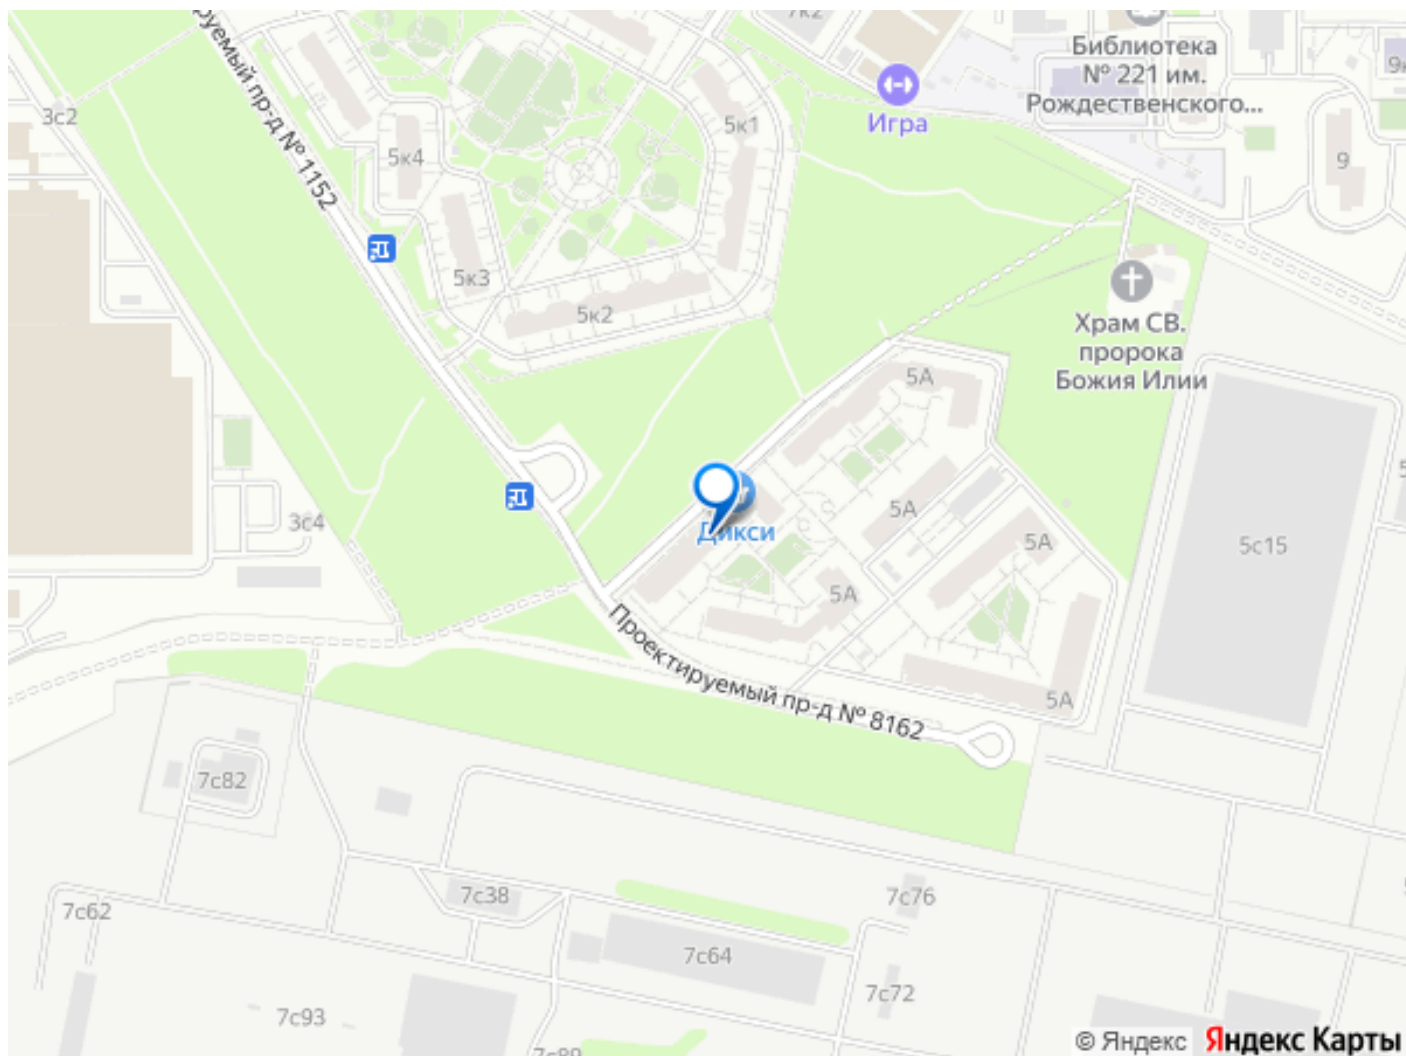 7к2
Библиотека
№ 221 им.
Рождественского...
Игра
5к1
3с2
руемый пр-д № 1152
5к4
9
5к3
5к2
Храм СВ.
пророка
Божия Илии
5А
Дикси
5А
3с4
5А
5с15
5А
Проектируемый пр-д № 8162
5А
7с82
7с38
7с76
7с62
7с64
7с72
7с93
© Яндекс
Яндекс Карты